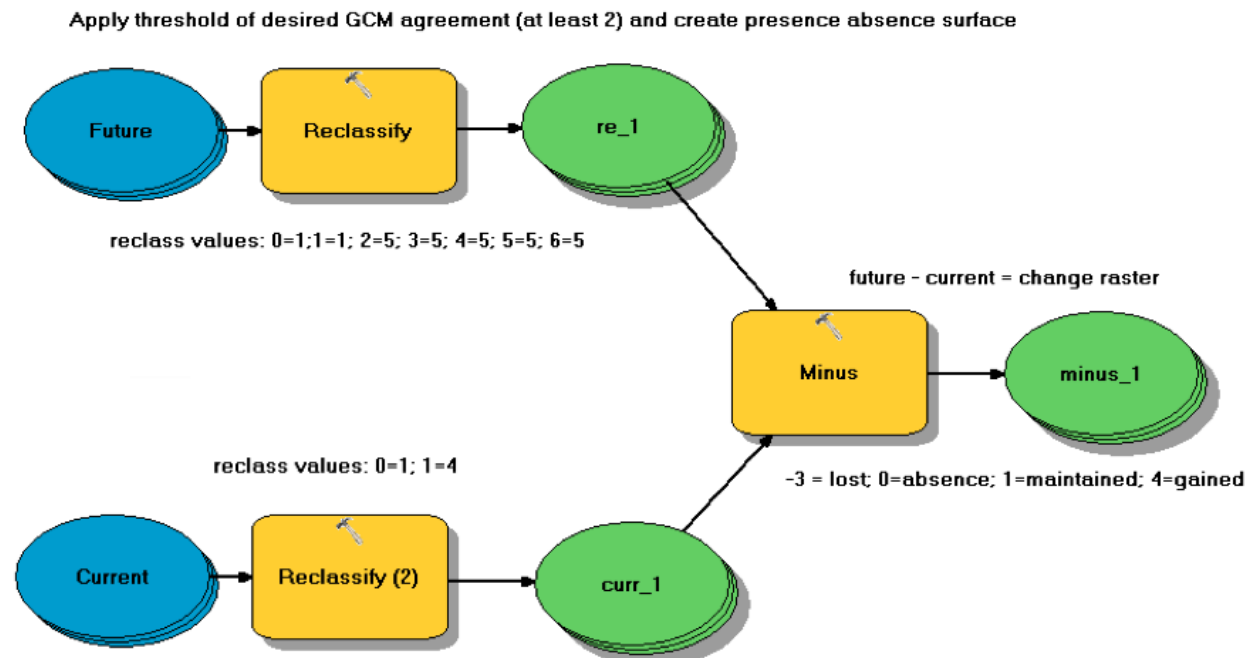 Apply threshold of desired GCM agreement (at least 2) and create presence absence surface
Future
Reclassify
re_1
reclass values: 0=1;1=1; 2=5; 3=5; 4=5; 5=5; 6=5
future - current = change raster
Minus
minus_1
reclass values: 0=1; 1=4
-3 = lost; 0=absence; 1=maintained; 4=gained
Current
Reclassify (2)
curr_1